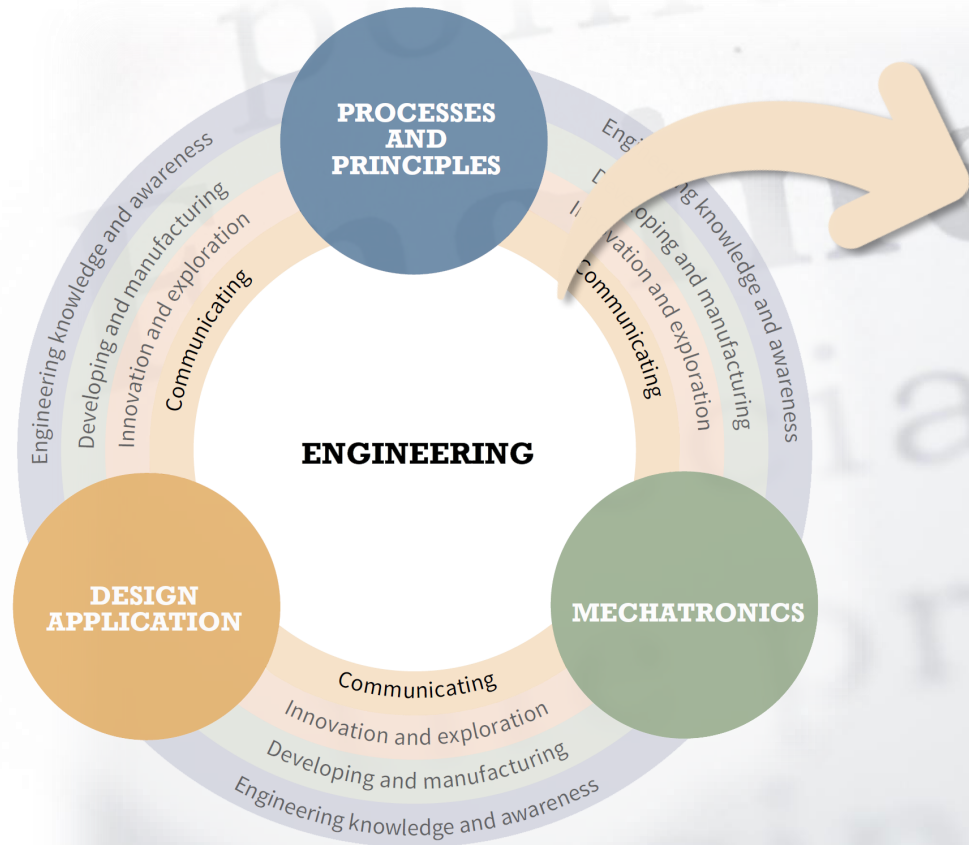 PROCESSES
AND
PRINCIPLES
Engineering knowledge and awareness
Developing and manufacturing
Innovation and exploration
Communicating
Engineering knowledge and awareness
Developing and manufacturing
Innovation and exploration
Communicating
ENGINEERING
DESIGN
APPLICATION
MECHATRONICS
Communicating
Innovation and exploration
Developing and manufacturing
Engineering knowledge and awareness